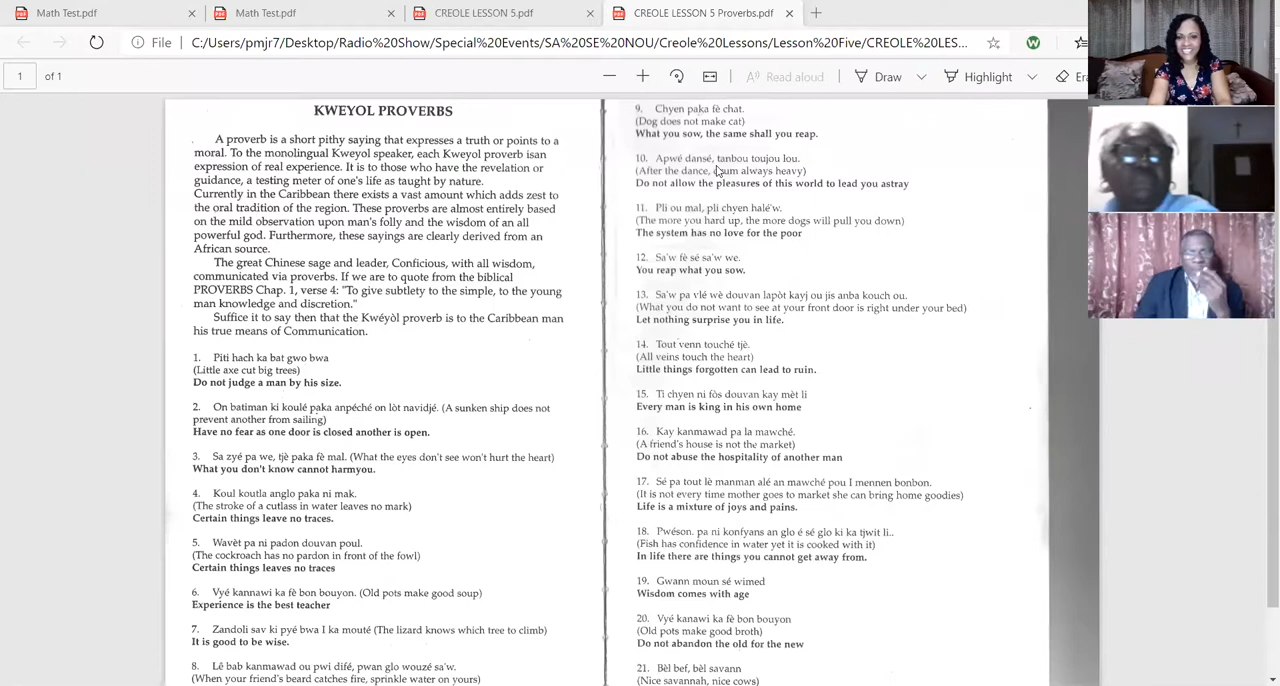 Math Test.pdf
Math Test.pdf
CREOLE LESSON 5.pdf
CREOLE LESSON 5 Proverbs.pdf
File
C:/Users/pmjr7/Desktop/Radio%20Show/Special%20Events/SA%20SE%20NOU/Creole%20Lessons/Lesson%20Five/CREOLE%20LES...
1 of 1
Read aloud
Draw
Highlight
KWEYOL PROVERBS
A proverb is a short pithy saying that expresses a truth or points to a
moral. To the monolingual Kweyol speaker, each Kweyol proverb isan
expression of real experience. It is to those who have the revelation or
guidance, a testing meter of one's life as taught by nature.
Currently in the Caribbean there exists a vast amount which adds zest to
the oral tradition of the region. These proverbs are almost entirely based
on the mild observation upon man's folly and the wisdom of an all
powerful god. Furthermore, these sayings are clearly derived from an
African source.
The great Chinese sage and leader, Conficious, with all wisdom,
communicated via proverbs. If we are to quote from the biblical
PROVERBS Chap. 1, verse 4: "To give subtlety to the simple, to the young
man knowledge and discretion."
Suffice it to say then that the Kwéyòl proverb is to the Caribbean man
his true means of Communication.
1. Piti hach ka bat gwo bwa
(Little axe cut big trees)
Do not judge a man by his size.
2. On batiman ki koulé paka anpéché on lòt navidjé. (A sunken ship does not
prevent another from sailing)
Have no fear as one door is closed another is open.
3. Sa zyé pa we, tjè paka fè mal. (What the eyes don't see won't hurt the heart)
What you don't know cannot harmyou.
4. Koul koutla anglo paka ni mak.
(The stroke of a cutlass in water leaves no mark)
Certain things leave no traces.
5. Wavèt pa ni padon douvan poul.
(The cockroach has no pardon in front of the fowl)
Certain things leaves no traces
6. Vyé kannawi ka fè bon bouyon. (Old pots make good soup)
Experience is the best teacher
7. Zandoli sav ki pyé bwa I ka mouté (The lizard knows which tree to climb)
It is good to be wise.
8. Lê bab kanmawad ou pwi difé, pwan glo wouzé sa'w.
(When your friend's beard catches fire, sprinkle water on yours)
9. Chyen paka fè chat.
(Dog does not make cat)
What you sow, the same shall you reap.
10. Apwé dansé, tanbou toujou lou.
(After the dance, drum always heavy)
Do not allow the pleasures of this world to lead you astray
11. Pli ou mal, pli chyen halé'w.
(The more you hard up, the more dogs will pull you down)
The system has no love for the poor
12. Sa'w fè sé sa'w we.
You reap what you sow.
13. Sa'w pa vlé wè douvan lapòt kayj ou jis anba kouch ou.
(What you do not want to see at your front door is right under your bed)
Let nothing surprise you in life.
14. Tout venn touché tjè.
(All veins touch the heart)
Little things forgotten can lead to ruin.
15. Ti chyen ni fòs douvan kay mèt li
Every man is king in his own home
16. Kay kanmawad pa la mawché.
(A friend's house is not the market)
Do not abuse the hospitality of another man
17. Sé pa tout lè manman alé an mawché pou I mennen bonbon.
(It is not every time mother goes to market she can bring home goodies)
Life is a mixture of joys and pains.
18. Pwéson. pa ni konfyans an glo é sé glo ki ka tjwit li..
(Fish has confidence in water yet it is cooked with it)
In life there are things you cannot get away from.
19. Gwann moun sé wimed
Wisdom comes with age
20. Vyé kanawi ka fè bon bouyon
(Old pots make good broth)
Do not abandon the old for the new
21. Bèl bef, bèl savann
(Nice savannah, nice cows)